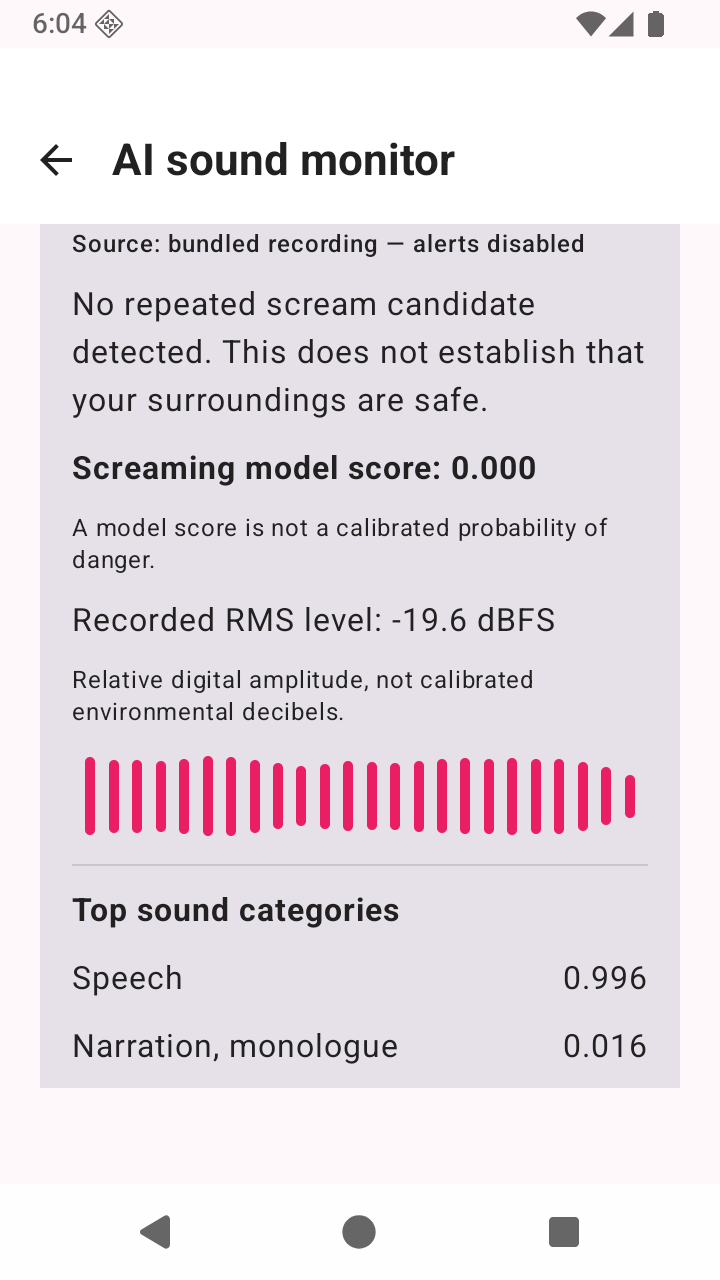 6:04
AI sound monitor
Source: bundled recording — alerts disabled
No repeated scream candidate
detected. This does not establish that
your surroundings are safe.
Screaming model score: 0.000
A model score is not a calibrated probability of
danger.
Recorded RMS level: -19.6 dBFS
Relative digital amplitude, not calibrated
environmental decibels.
Top sound categories
Speech 0.996
Narration, monologue 0.016